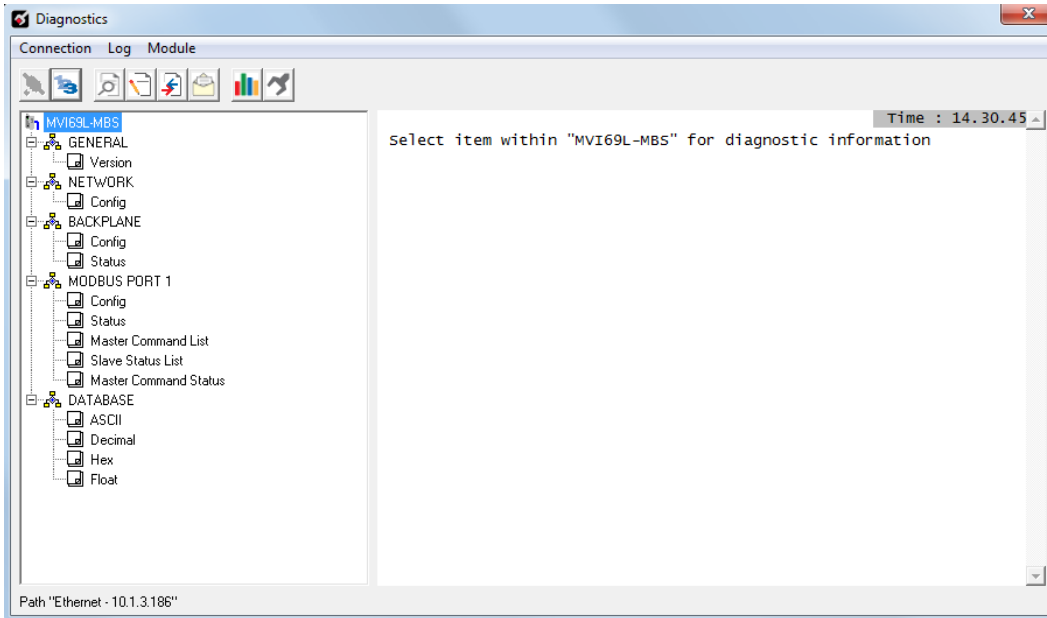 Diagnostics
Connection Log Module
MVI69L-MBS
GENERAL
Version
NETWORK
Config
BACKPLANE
Config
Status
MODBUS PORT 1
Config
Status
Master Command List
Slave Status List
Master Command Status
DATABASE
ASCII
Decimal
Hex
Float
Time : 14.30.45
Select item within "MVI69L-MBS" for diagnostic information
Path "Ethernet - 10.1.3.186"